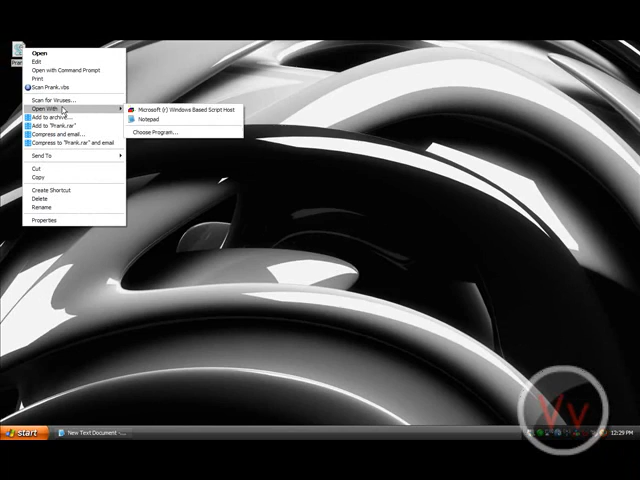 Open
Edit
Open with Command Prompt
Print
Scan Prank.vbs
Scan for Viruses...
Open With
Microsoft (r) Windows Based Script Host
Notepad
Choose Program...
Add to archive...
Add to "Prank.rar"
Compress and email...
Compress to "Prank.rar" and email
Send To
Cut
Copy
Create Shortcut
Delete
Rename
Properties
Vv
start
New Text Document -...
12:29 PM